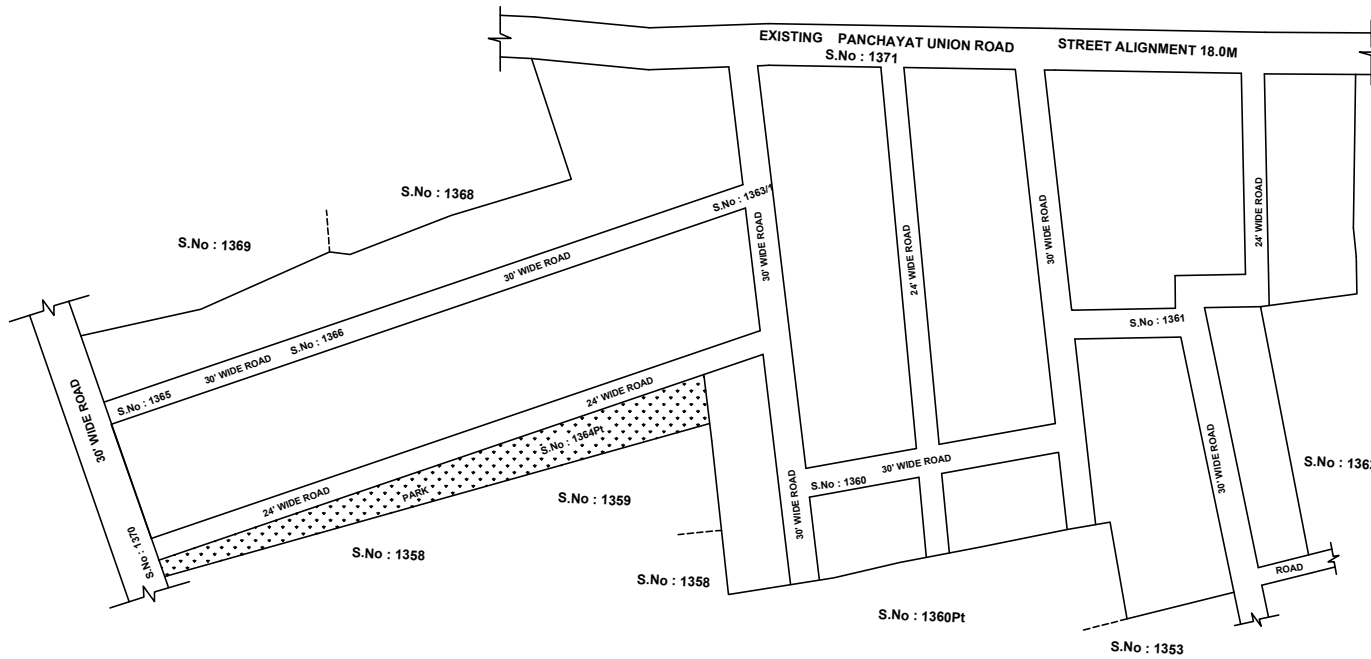 EXISTING PANCHAYAT UNION ROAD STREET ALIGNMENT 18.0M
S.No : 1371
S.No : 1368
S.No : 1363/1
S.No : 1369
30' WIDE ROAD
30' WIDE ROAD
24' WIDE ROAD
30' WIDE ROAD
24' WIDE ROAD
S.No : 1366
30' WIDE ROAD
S.No : 1365
S.No : 1361
30' WIDE ROAD
24' WIDE ROAD
S.No : 1364Pt
24' WIDE ROAD
PARK
30' WIDE ROAD
S.No : 1360
30' WIDE ROAD
30' WIDE ROAD
S.No : 1359
S.No : 1370
S.No : 1358
S.No : 1358
S.No : 1360Pt
ROAD
S.No : 1353